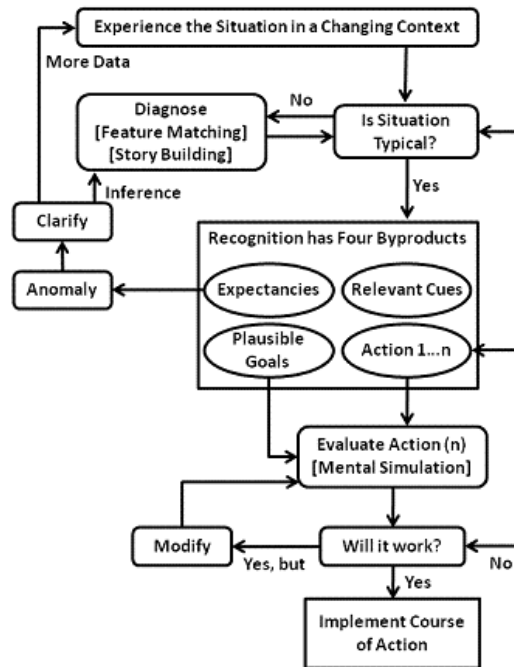 Experience the Situation in a Changing Context
More Data
Diagnose
[Feature Matching]
[Story Building]
No
Is Situation
Typical?
Inference
Yes
Clarify
Recognition has Four Byproducts
Anomaly
Expectancies
Relevant Cues
Plausible
Goals
Action 1...n
Evaluate Action (n)
[Mental Simulation]
Modify
Yes, but
Will it work?
No
Yes
Implement Course
of Action